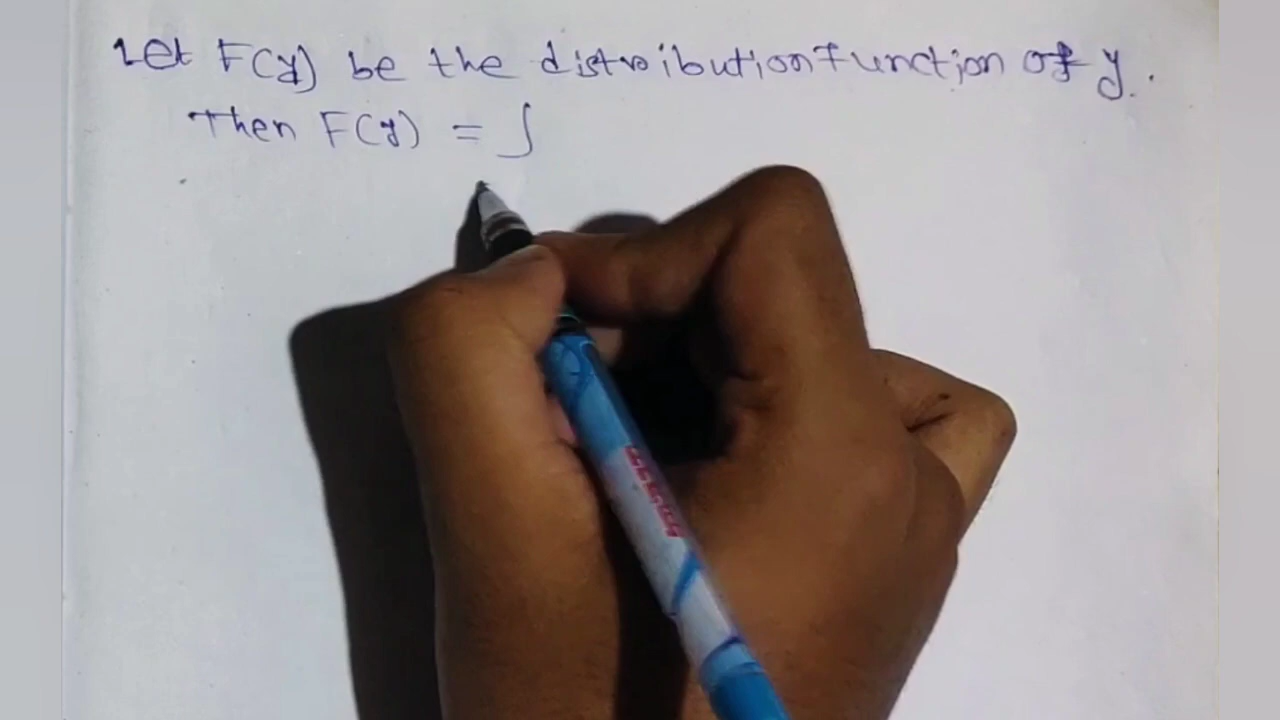 Let F(y) be the distribution Function of y.
Then F(y) = ∫